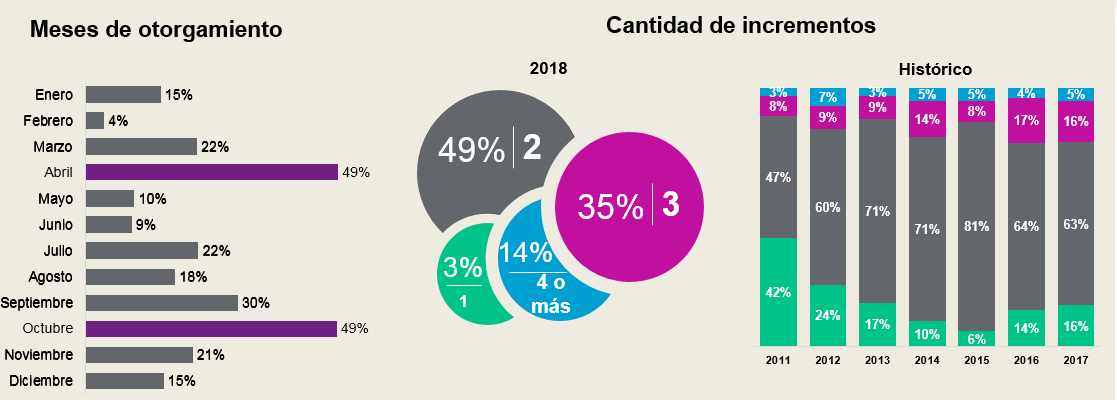 Meses de otorgamiento
Enero 15%
Febrero 4%
Marzo 22%
Abril 49%
Mayo 10%
Junio 9%
Julio 22%
Agosto 18%
Septiembre 30%
Octubre 49%
Noviembre 21%
Diciembre 15%
Cantidad de incrementos
2018
49% 2
35% 3
14%
4 o
más
3%
1
Histórico
3% 7% 3% 5% 5% 4% 5%
8% 9% 9% 14% 8% 17% 16%
47% 60% 71% 71% 81% 64% 63%
42% 24% 17% 10% 6% 14% 16%
2011 2012 2013 2014 2015 2016 2017